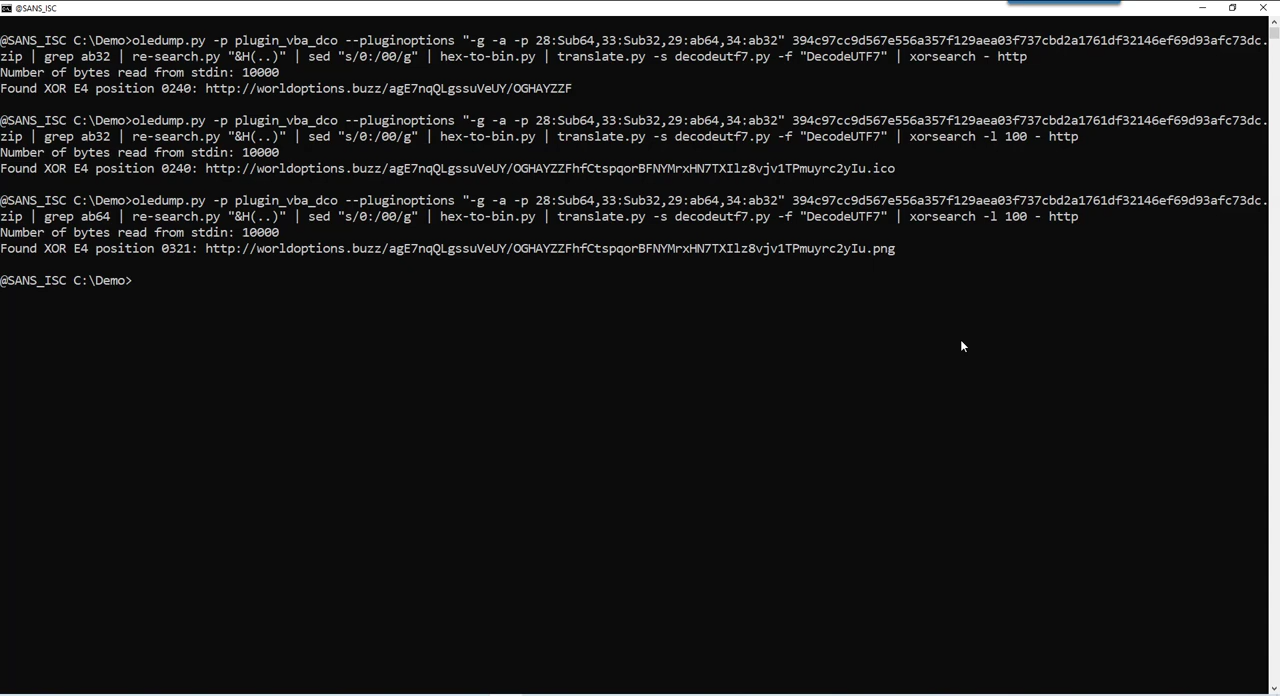 @SANS_ISC
@SANS_ISC C:\Demo>oledump.py -p plugin_vba_dco --pluginoptions "-g -a -p 28:Sub64,33:Sub32,29:ab64,34:ab32" 394c97cc9d567e556a357f129aea03f737cbd2a1761df32146ef69d93afc73dc.
zip | grep ab32 | re-search.py "&H(..)" | sed "s/0:/00/g" | hex-to-bin.py | translate.py -s decodeutf7.py -f "DecodeUTF7" | xorsearch - http
Number of bytes read from stdin: 10000
Found XOR E4 position 0240: http://worldoptions.buzz/agE7nqQLgssuVeUY/OGHAYZZF
@SANS_ISC C:\Demo>oledump.py -p plugin_vba_dco --pluginoptions "-g -a -p 28:Sub64,33:Sub32,29:ab64,34:ab32" 394c97cc9d567e556a357f129aea03f737cbd2a1761df32146ef69d93afc73dc.
zip | grep ab32 | re-search.py "&H(..)" | sed "s/0:/00/g" | hex-to-bin.py | translate.py -s decodeutf7.py -f "DecodeUTF7" | xorsearch -l 100 - http
Number of bytes read from stdin: 10000
Found XOR E4 position 0240: http://worldoptions.buzz/agE7nqQLgssuVeUY/OGHAYZZFhfCtspqorBFNYMrxHN7TXIlz8vjv1TPmuyrc2yIu.ico
@SANS_ISC C:\Demo>oledump.py -p plugin_vba_dco --pluginoptions "-g -a -p 28:Sub64,33:Sub32,29:ab64,34:ab32" 394c97cc9d567e556a357f129aea03f737cbd2a1761df32146ef69d93afc73dc.
zip | grep ab64 | re-search.py "&H(..)" | sed "s/0:/00/g" | hex-to-bin.py | translate.py -s decodeutf7.py -f "DecodeUTF7" | xorsearch -l 100 - http
Number of bytes read from stdin: 10000
Found XOR E4 position 0321: http://worldoptions.buzz/agE7nqQLgssuVeUY/OGHAYZZFhfCtspqorBFNYMrxHN7TXIlz8vjv1TPmuyrc2yIu.png
@SANS_ISC C:\Demo>